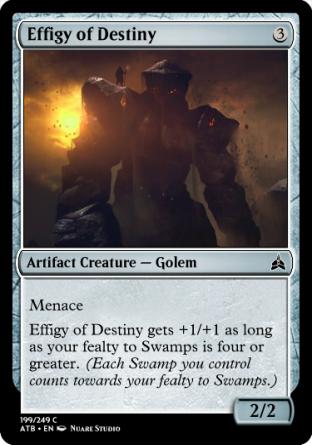 Effigy of Destiny 3
Artifact Creature — Golem
Menace
Effigy of Destiny gets +1/+1 as long
as your fealty to Swamps is four or
greater. (Each Swamp you control
counts towards your fealty to Swamps.)
2/2
199/249 C
ATB • EN Nuare Studio